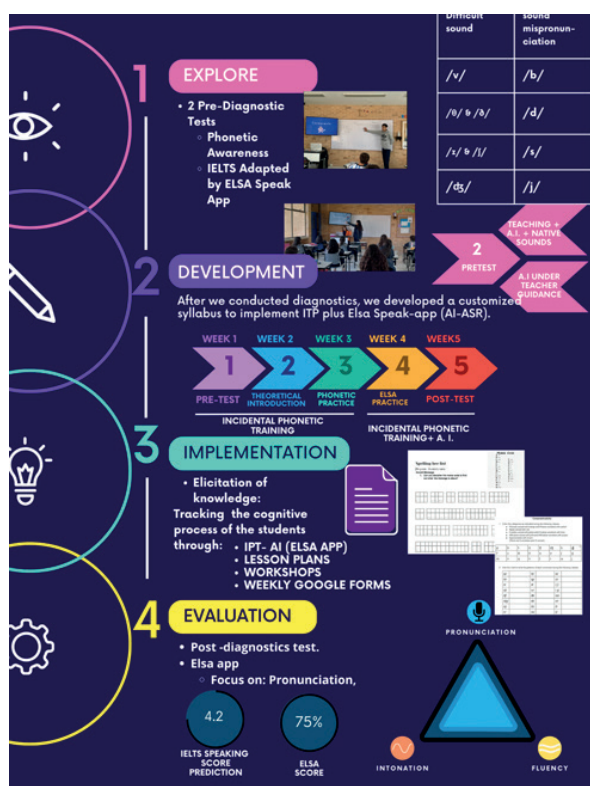 Difficult
sound
sound
mispronun-
ciation
/v/
/b/
/θ/ & /ð/
/d/
/s/
/ʤ/
/j/
1
EXPLORE
• 2 Pre-Diagnostic
Tests
◦ Phonetic
Awareness
◦ IELTS Adapted
by ELSA Speak
App
TEACHING +
A.I. + NATIVE
SOUNDS
2
PRETEST
A.I UNDER
TEACHER
GUIDANCE
2
DEVELOPMENT
After we conducted diagnostics, we developed a customized
syllabus to implement ITP plus Elsa Speak-app (AI-ASR).
WEEK 1
WEEK 2
WEEK 3
WEEK 4
WEEK5
1
2
3
4
5
PRE-TEST
THEORETICAL
INTRODUCTION
PHONETIC
PRACTICE
ELSA
PRACTICE
POST-TEST
INCIDENTAL PHONETIC
TRAINING
INCIDENTAL PHONETIC
TRAINING+ A. I.
3
IMPLEMENTATION
• Elicitation of
knowledge:
Tracking the cognitive
process of the students
through:
• IPT- AI (ELSA APP)
• LESSON PLANS
• WORKSHOPS
• WEEKLY GOOGLE FORMS
4
EVALUATION
• Post -diagnostics test.
• Elsa app
◦ Focus on: Pronunciation,
4.2
IELTS SPEAKING
SCORE
PREDICTION
75%
ELSA
SCORE
PRONUNCIATION
INTONATION
FLUENCY